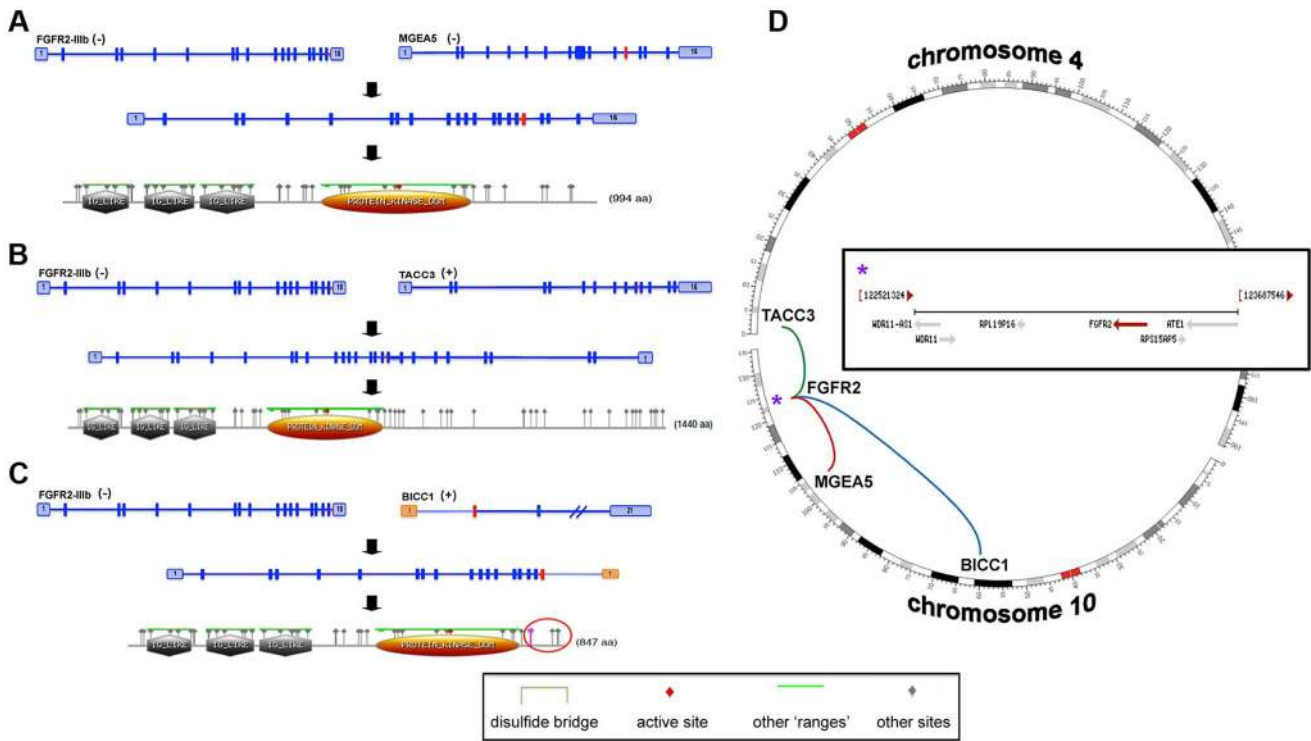 A
FGFR2-IIIb (-)
MGEA5 (-)
1
18
1
16
1
16
IG_LIKE
IG_LIKE
IG_LIKE
PROTEIN_KINASE_DOM
(994 aa)
B
FGFR2-IIIb (-)
TACC3 (+)
1
18
1
16
1
1
IG_LIKE
IG_LIKE
IG_LIKE
PROTEIN_KINASE_DOM
(1440 aa)
C
FGFR2-IIIb (-)
BICC1 (+)
1
18
1
21
1
1
IG_LIKE
IG_LIKE
IG_LIKE
PROTEIN_KINASE_DOM
(847 aa)
D
chromosome 4
*
122521324
123687546
WDR11-AS1
RPL19P16
FGFR2
ATE1
WDR11
RPS15AP5
TACC3
FGFR2
*
MGEA5
BICC1
chromosome 10
disulfide bridge
active site
other 'ranges'
other sites